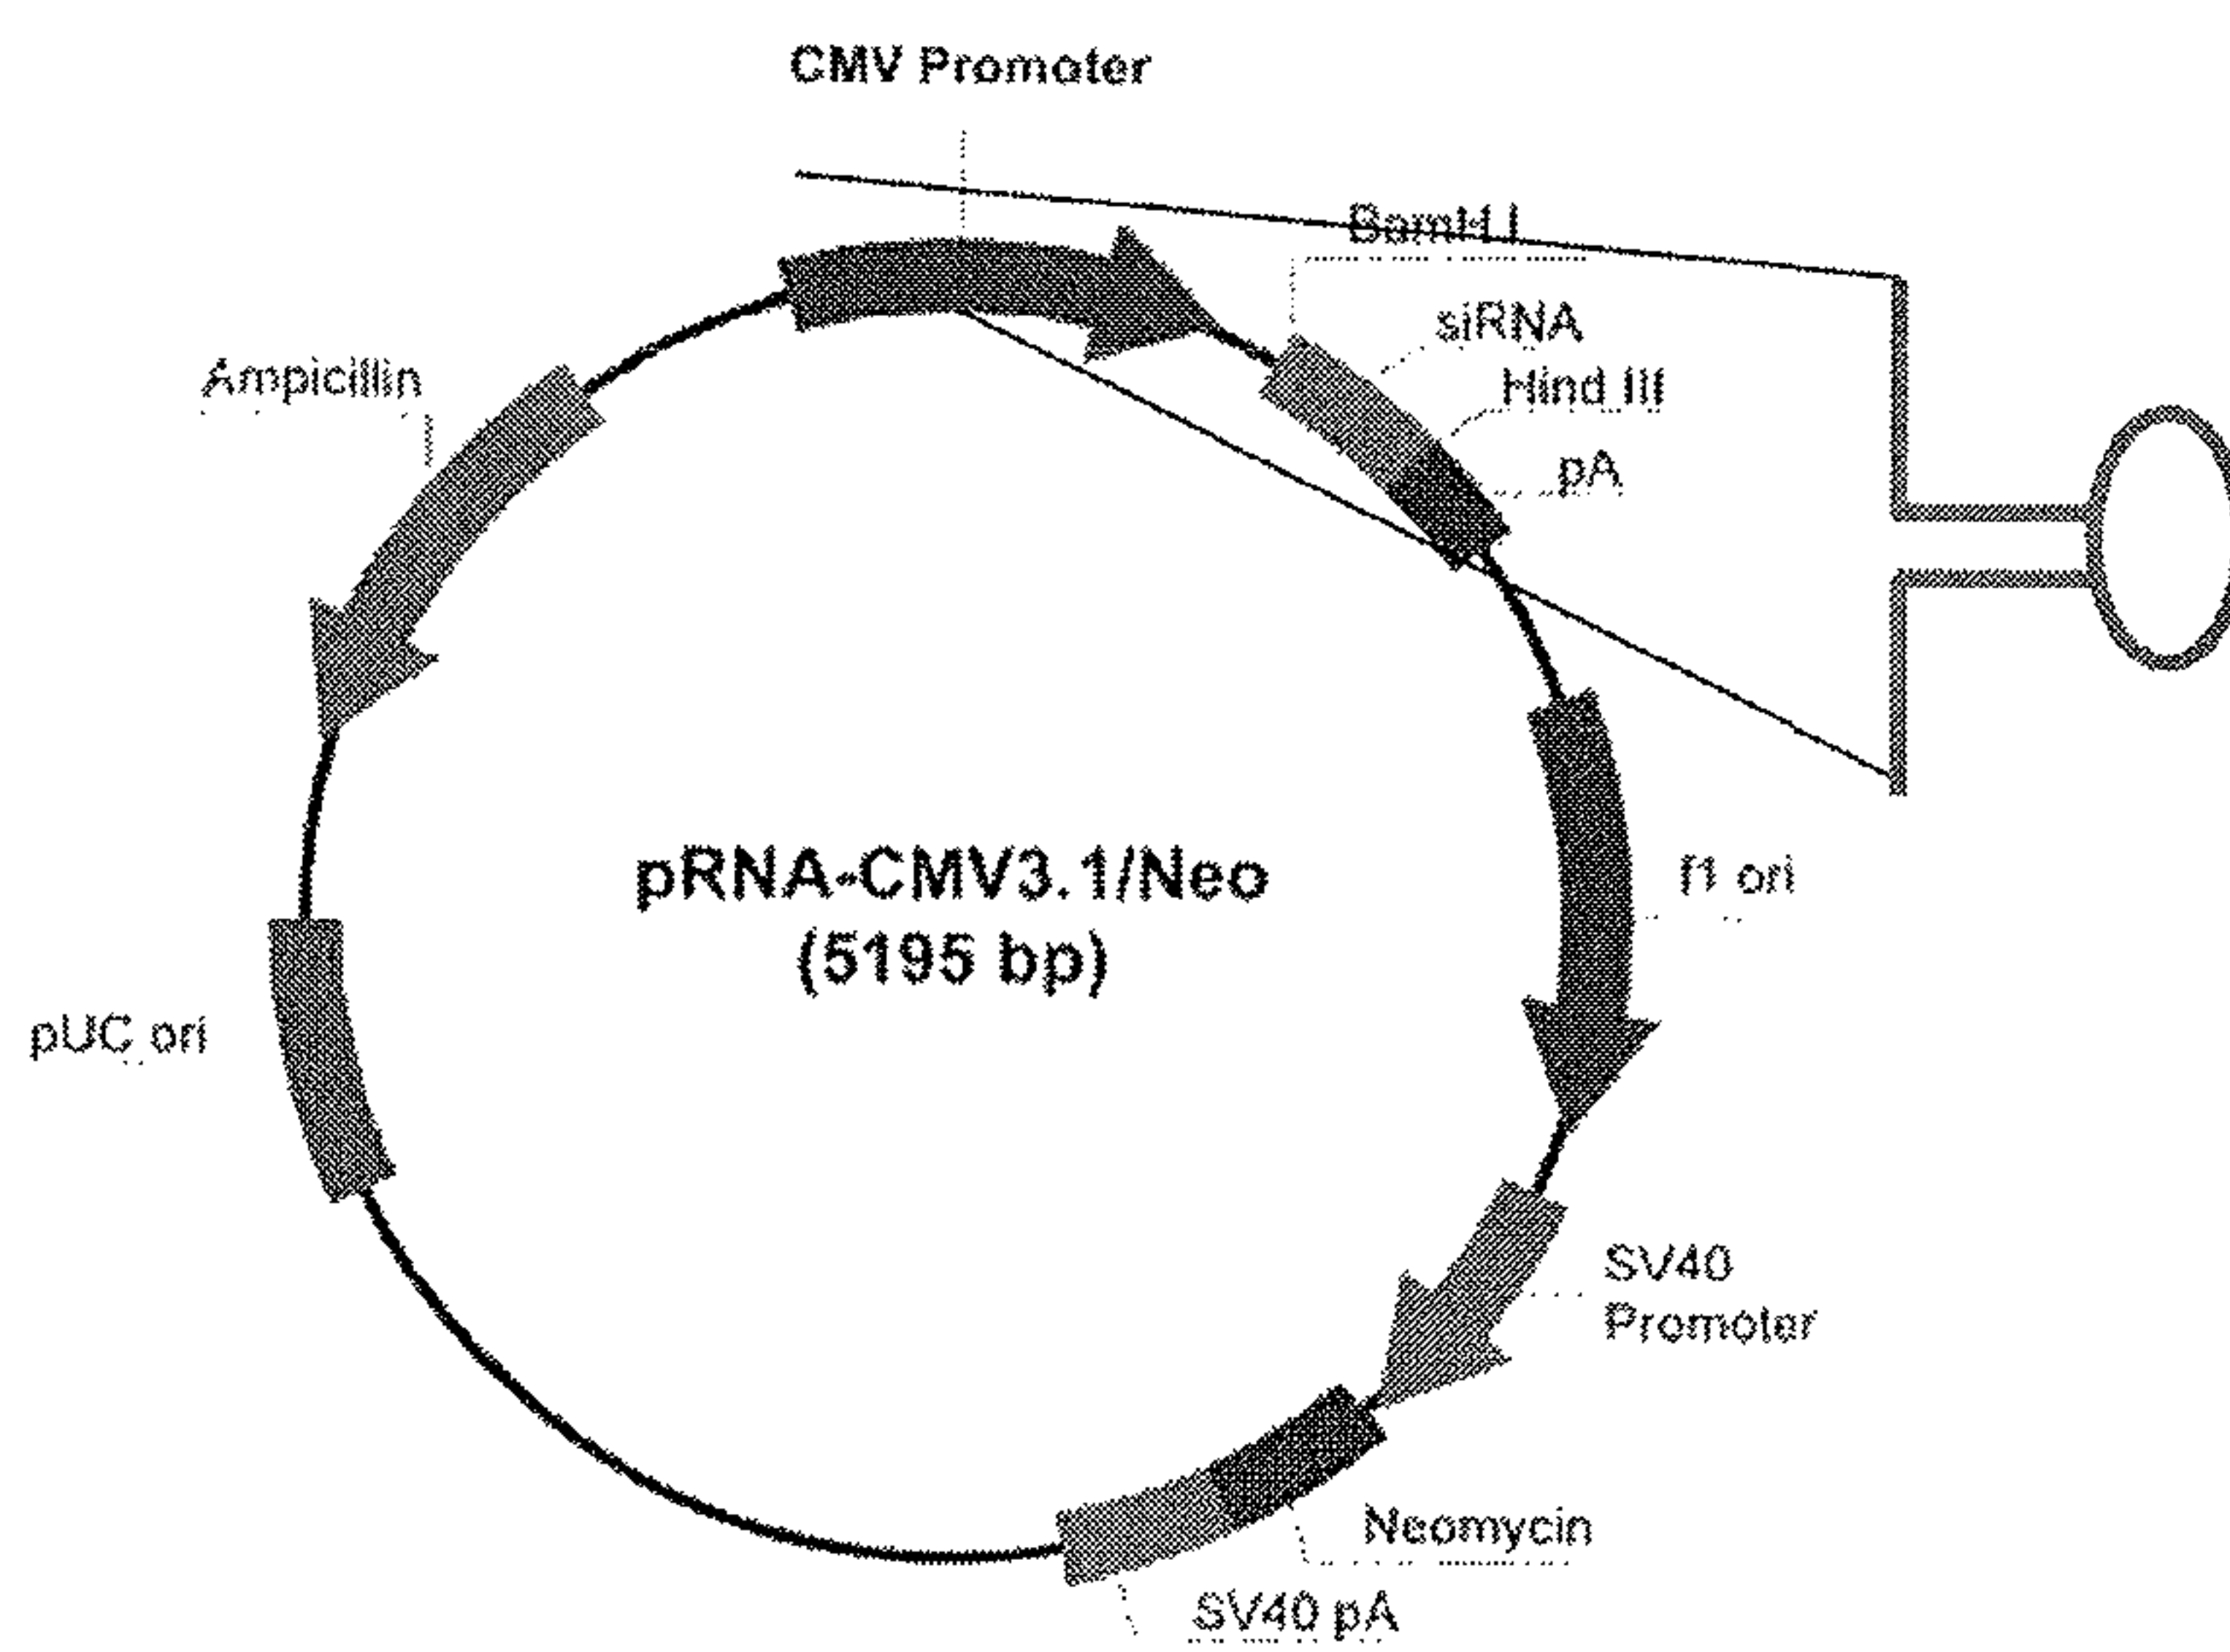 CMV Promoter
BamH I
siRNA
Hind III
pA
Ampicillin
pRNA-CMV3.1/Neo
(5195 bp)
f1 ori
pUC ori
SV40
Promoter
Neomycin
SV40 pA